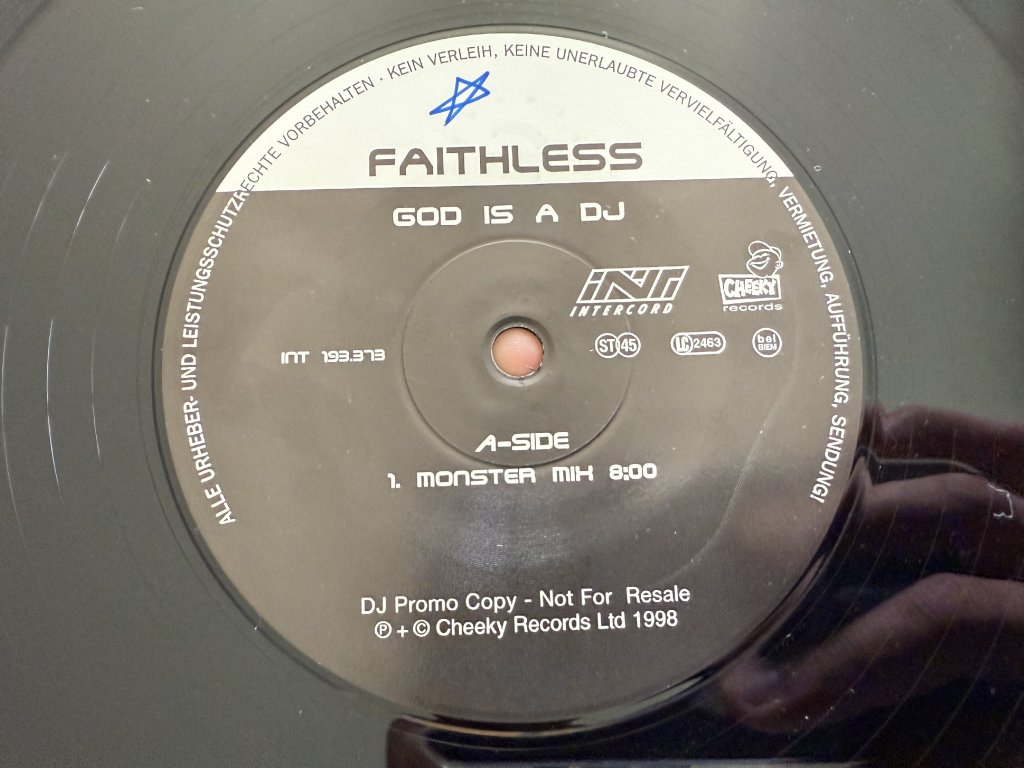 ALLE URHEBER- UND LEISTUNGSSCHUTZRECHTE VORBEHALTEN · KEIN VERLEIH, KEINE UNERLAUBTE VERVIELFÄLTIGUNG, VERMIETUNG, AUFFÜHRUNG, SENDUNG!
FAITHLESS
GOD IS A DJ
INT
INTERCORD
CHEEKY
records
INT 193.373
ST 45
LC 2463
bel
BIEM
A-SIDE
1. MONSTER MIX 8:00
DJ Promo Copy - Not For Resale
℗ + © Cheeky Records Ltd 1998